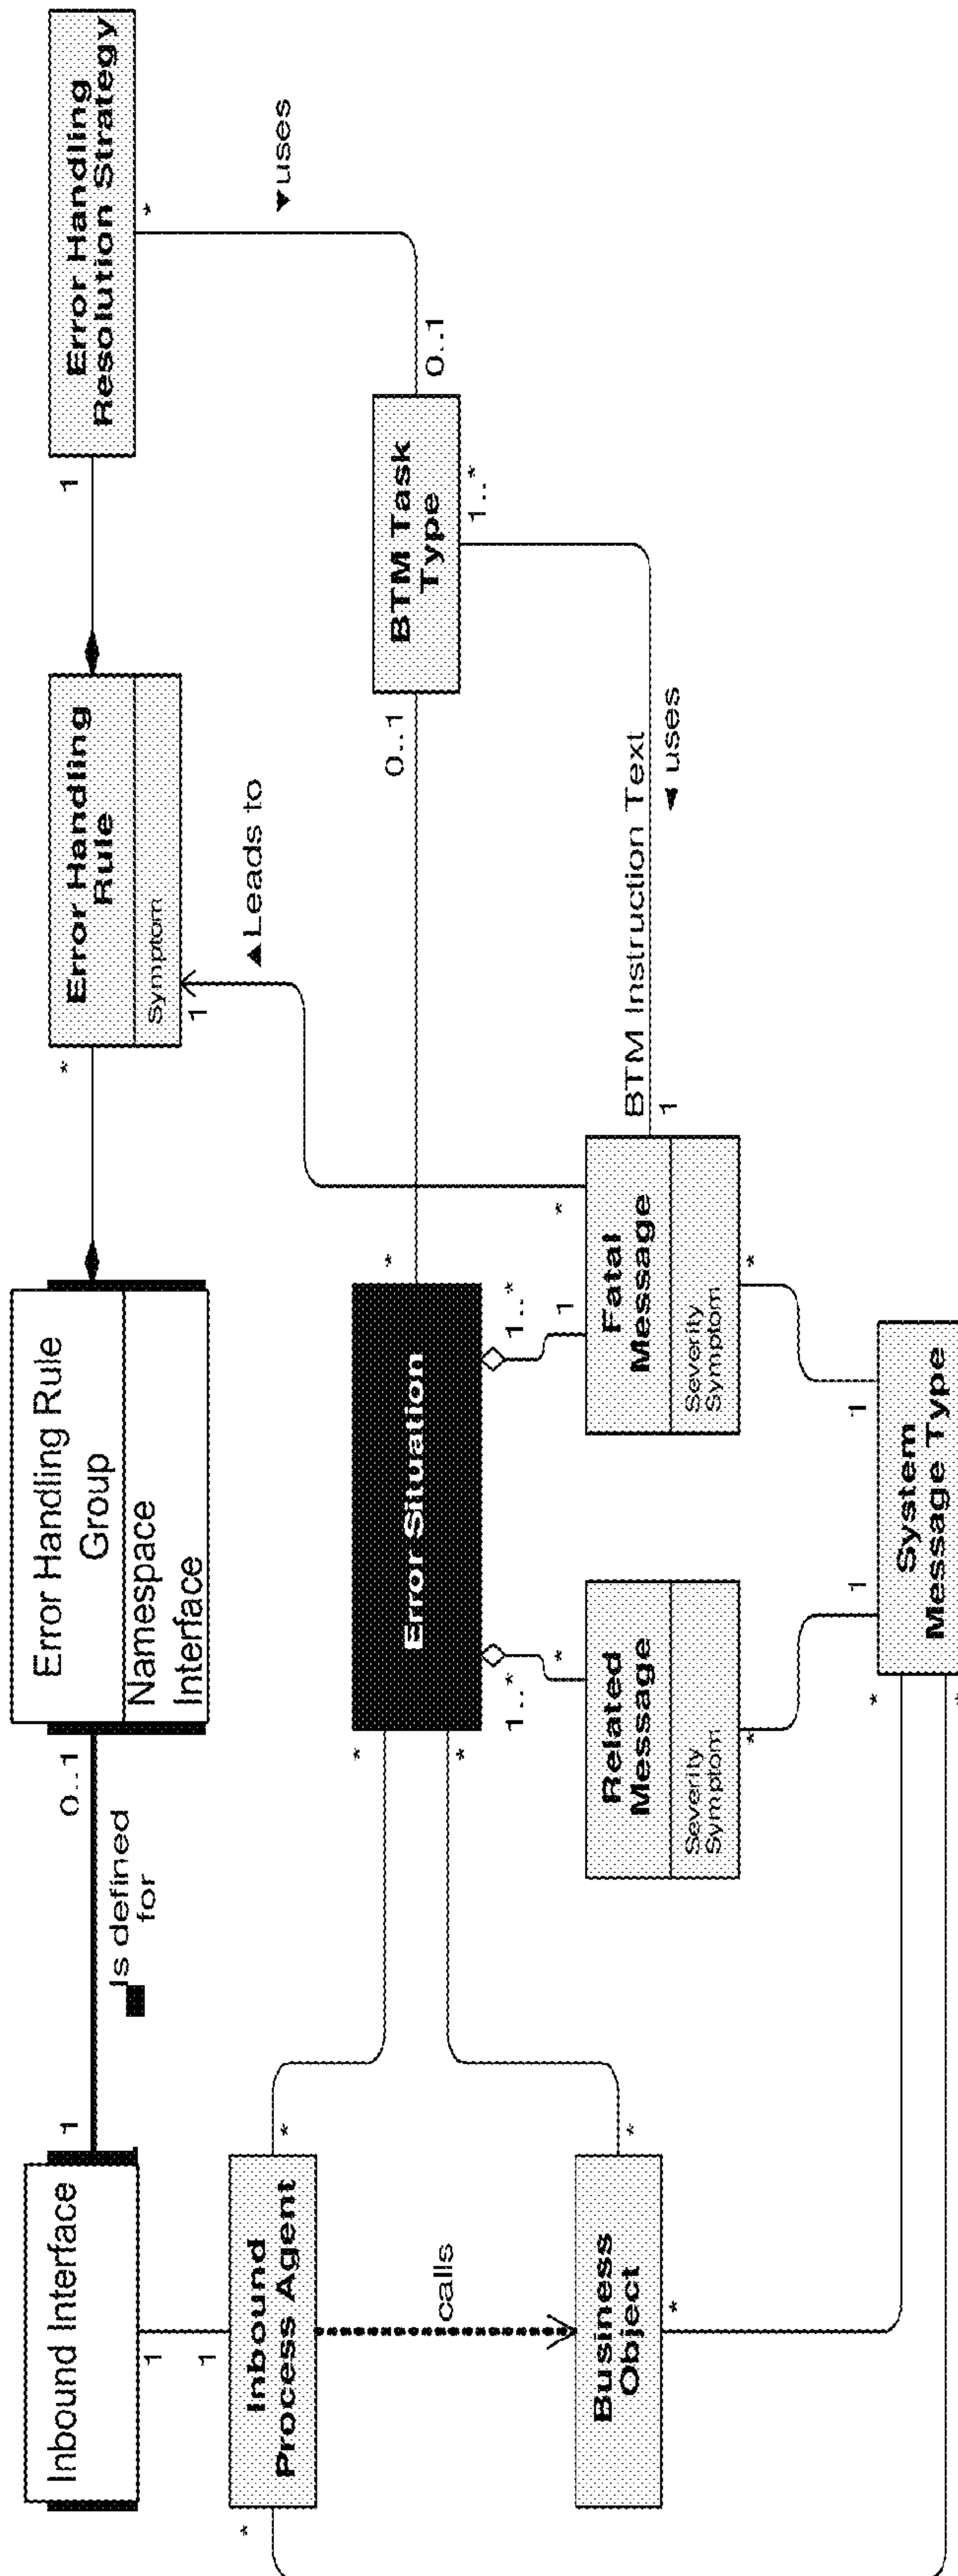 Inbound Interface
1
Is defined
for
0..1
Error Handling Rule
Group
Namespace
Interface
*
Error Handling
Rule
Symptom
1
1
Error Handling
Resolution Strategy
*
▼uses
1
1
Inbound
Process Agent
*
*
calls
Business
Object
*
*
*
*
Error Situation
*
0..1
BTM Task
Type
0..1
1..*
▲Leads to
1..*
*
1..*
1
Related
Message
Severity
Symptom
*
Fatal
Message
Severity
Symptom
*
*
1
BTM Instruction Text
◄ uses
1
1
System
Message Type
*
*